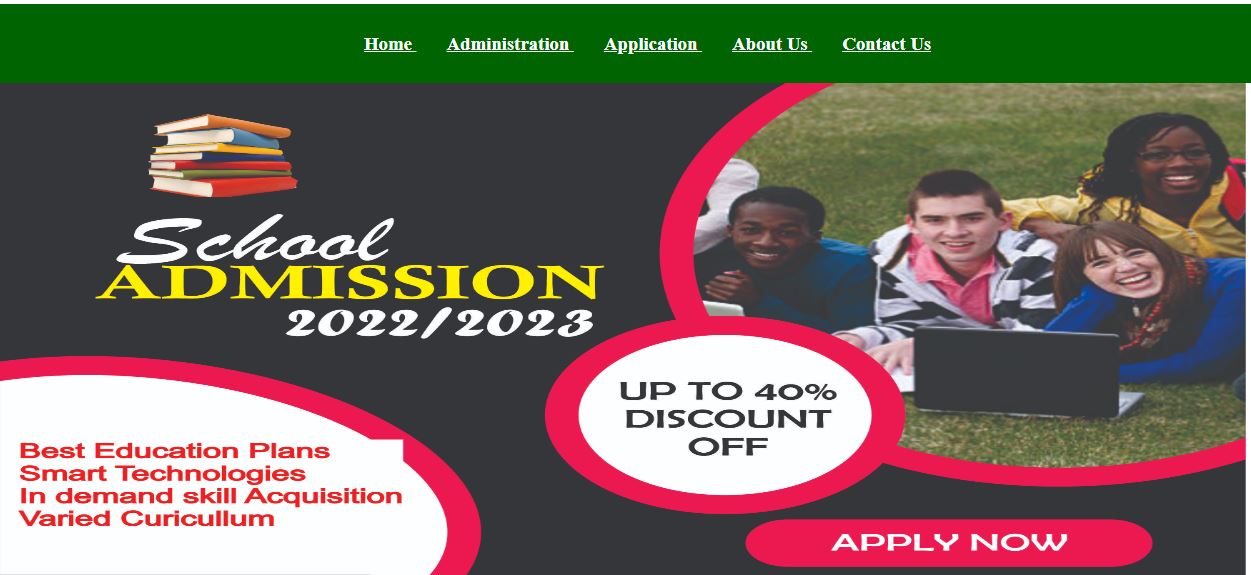 Home Administration Application About Us Contact Us
School
ADMISSION
2022/2023
UP TO 40%
DISCOUNT
OFF
Best Education Plans
Smart Technologies
In demand skill Acquisition
Varied Curicullum
APPLY NOW